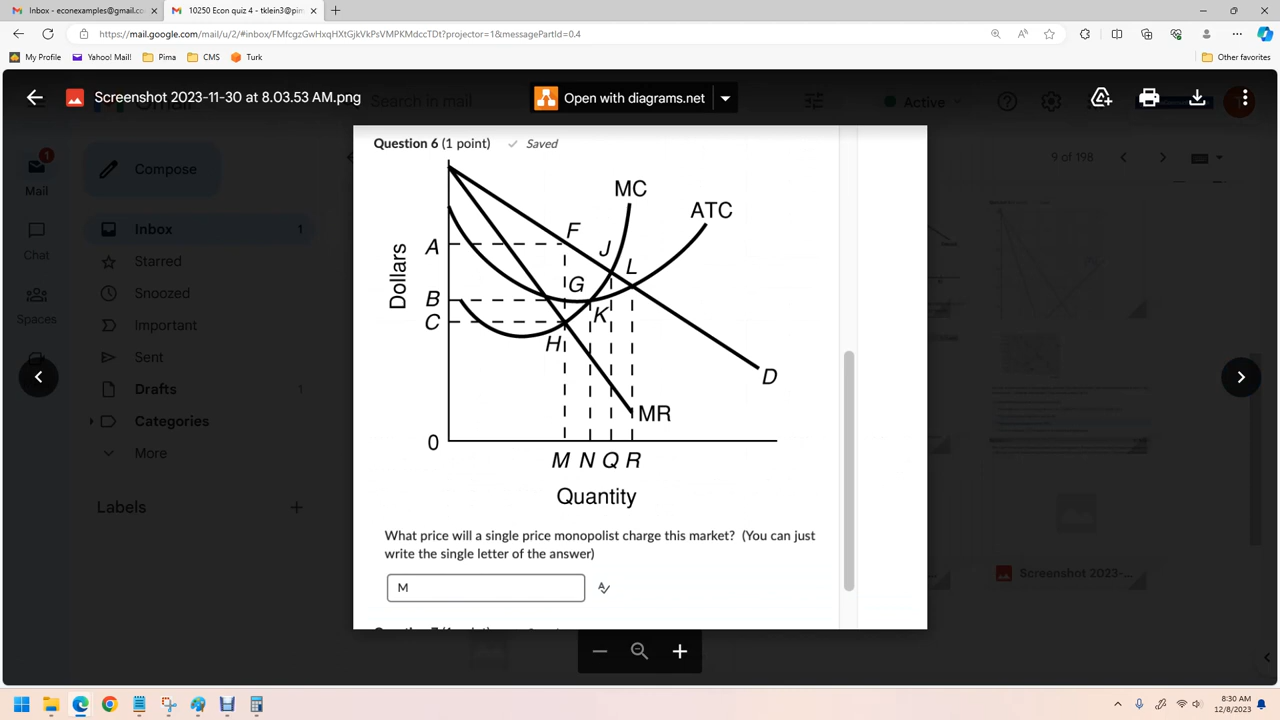 Inbox - econexamples@gmail.co
10250 Econ quiz 4 - tklein3@pim
https://mail.google.com/mail/u/2/#inbox/FMfcgzGwHxqHXtGjkVkPsVMPKMdccTDt?projector=1&messagePartId=0.4
My Profile
Yahoo! Mail!
Pima
CMS
Turk
Other favorites
Screenshot 2023-11-30 at 8.03.53 AM.png
Search in mail
Open with diagrams.net
Active
Compose
9 of 198
1
Mail
Chat
Spaces
Inbox 1
Starred
Snoozed
Important
Sent
Drafts 1
Categories
More
Labels
Question 6 (1 point) Saved
MC
ATC
Dollars
A
F
J
L
G
B
K
C
H
D
MR
0
M N Q R
Quantity
What price will a single price monopolist charge this market? (You can just
write the single letter of the answer)
M
Screenshot 2023-...
8:30 AM
12/8/2023